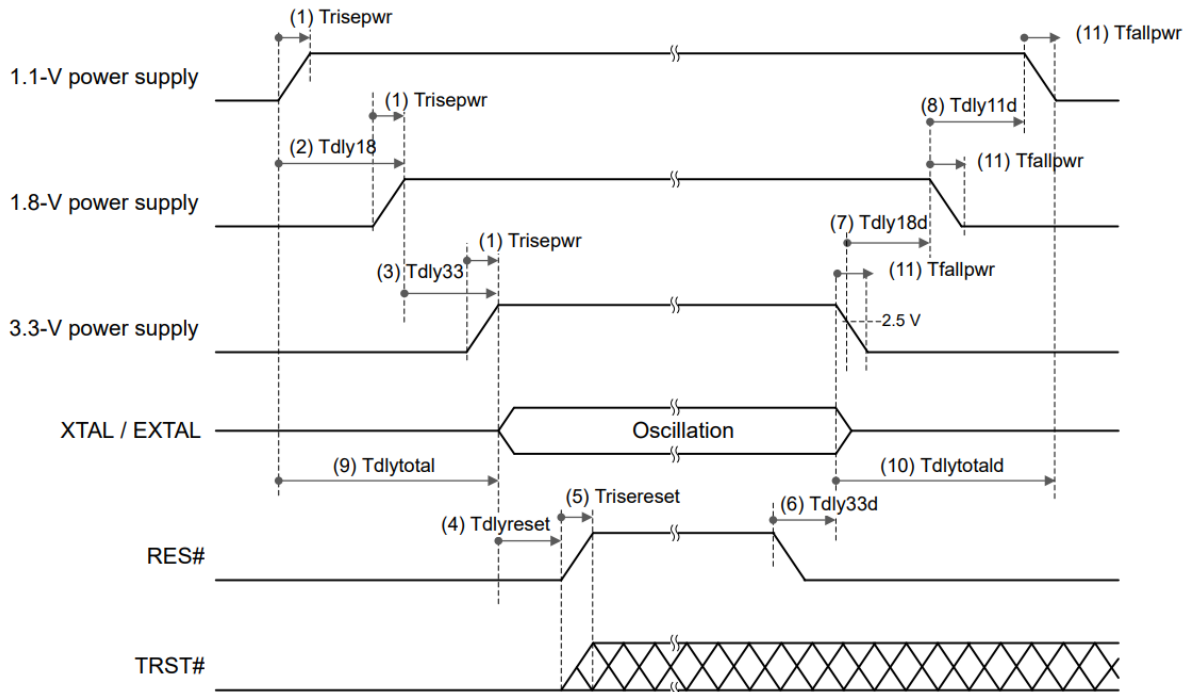 (1) Trisepwr
(11) Tfallpwr
1.1-V power supply
(1) Trisepwr
(8) Tdly11d
(2) Tdly18
(11) Tfallpwr
1.8-V power supply
(7) Tdly18d
(1) Trisepwr
(3) Tdly33
(11) Tfallpwr
3.3-V power supply
2.5 V
XTAL / EXTAL
Oscillation
(9) Tdlytotal
(10) Tdlytotald
(5) Trisereset
(6) Tdly33d
(4) Tdlyreset
RES#
TRST#